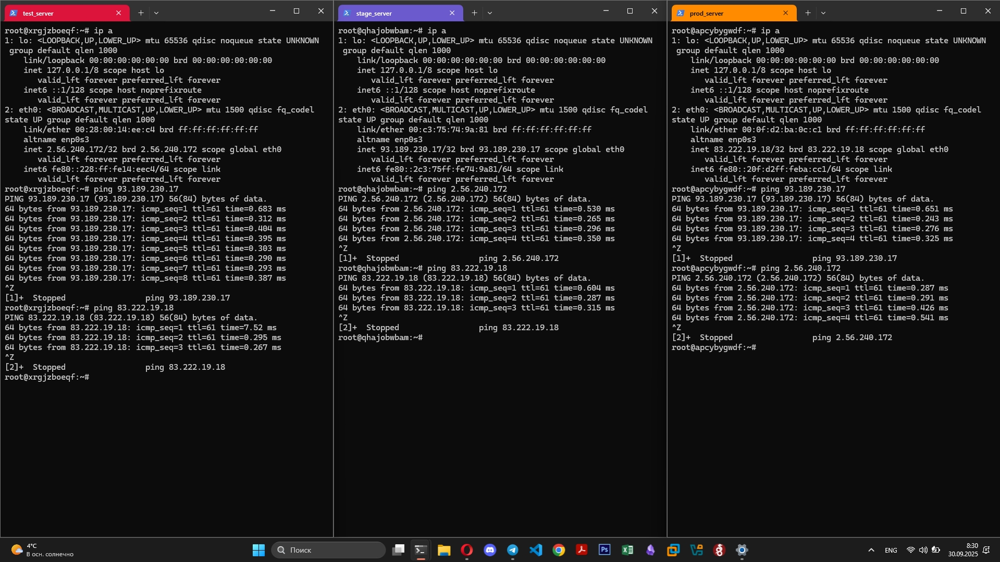 test_server
root@xrgjzboeqf:~# ip a
1: lo: <LOOPBACK,UP,LOWER_UP> mtu 65536 qdisc noqueue state UNKNOWN
 group default qlen 1000
    link/loopback 00:00:00:00:00:00 brd 00:00:00:00:00:00
    inet 127.0.0.1/8 scope host lo
       valid_lft forever preferred_lft forever
    inet6 ::1/128 scope host noprefixroute
       valid_lft forever preferred_lft forever
2: eth0: <BROADCAST,MULTICAST,UP,LOWER_UP> mtu 1500 qdisc fq_codel
state UP group default qlen 1000
    link/ether 00:28:00:14:ee:c4 brd ff:ff:ff:ff:ff:ff
    altname enp0s3
    inet 2.56.240.172/32 brd 2.56.240.172 scope global eth0
       valid_lft forever preferred_lft forever
    inet6 fe80::228:ff:fe14:eec4/64 scope link
       valid_lft forever preferred_lft forever
root@xrgjzboeqf:~# ping 93.189.230.17
PING 93.189.230.17 (93.189.230.17) 56(84) bytes of data.
64 bytes from 93.189.230.17: icmp_seq=1 ttl=61 time=0.683 ms
64 bytes from 93.189.230.17: icmp_seq=2 ttl=61 time=0.312 ms
64 bytes from 93.189.230.17: icmp_seq=3 ttl=61 time=0.404 ms
64 bytes from 93.189.230.17: icmp_seq=4 ttl=61 time=0.395 ms
64 bytes from 93.189.230.17: icmp_seq=5 ttl=61 time=0.303 ms
64 bytes from 93.189.230.17: icmp_seq=6 ttl=61 time=0.290 ms
64 bytes from 93.189.230.17: icmp_seq=7 ttl=61 time=0.293 ms
64 bytes from 93.189.230.17: icmp_seq=8 ttl=61 time=0.387 ms
^Z
[1]+  Stopped                 ping 93.189.230.17
root@xrgjzboeqf:~# ping 83.222.19.18
PING 83.222.19.18 (83.222.19.18) 56(84) bytes of data.
64 bytes from 83.222.19.18: icmp_seq=1 ttl=61 time=7.52 ms
64 bytes from 83.222.19.18: icmp_seq=2 ttl=61 time=0.295 ms
64 bytes from 83.222.19.18: icmp_seq=3 ttl=61 time=0.267 ms
^Z
[2]+  Stopped                 ping 83.222.19.18
root@xrgjzboeqf:~#
stage_server
root@qhajobwbam:~# ip a
1: lo: <LOOPBACK,UP,LOWER_UP> mtu 65536 qdisc noqueue state UNKNOWN
 group default qlen 1000
    link/loopback 00:00:00:00:00:00 brd 00:00:00:00:00:00
    inet 127.0.0.1/8 scope host lo
       valid_lft forever preferred_lft forever
    inet6 ::1/128 scope host noprefixroute
       valid_lft forever preferred_lft forever
2: eth0: <BROADCAST,MULTICAST,UP,LOWER_UP> mtu 1500 qdisc fq_codel
state UP group default qlen 1000
    link/ether 00:c3:75:74:9a:81 brd ff:ff:ff:ff:ff:ff
    altname enp0s3
    inet 93.189.230.17/32 brd 93.189.230.17 scope global eth0
       valid_lft forever preferred_lft forever
    inet6 fe80::2c3:75ff:fe74:9a81/64 scope link
       valid_lft forever preferred_lft forever
root@qhajobwbam:~# ping 2.56.240.172
PING 2.56.240.172 (2.56.240.172) 56(84) bytes of data.
64 bytes from 2.56.240.172: icmp_seq=1 ttl=61 time=0.530 ms
64 bytes from 2.56.240.172: icmp_seq=2 ttl=61 time=0.265 ms
64 bytes from 2.56.240.172: icmp_seq=3 ttl=61 time=0.296 ms
64 bytes from 2.56.240.172: icmp_seq=4 ttl=61 time=0.350 ms
^Z
[1]+  Stopped                 ping 2.56.240.172
root@qhajobwbam:~# ping 83.222.19.18
PING 83.222.19.18 (83.222.19.18) 56(84) bytes of data.
64 bytes from 83.222.19.18: icmp_seq=1 ttl=61 time=0.604 ms
64 bytes from 83.222.19.18: icmp_seq=2 ttl=61 time=0.287 ms
64 bytes from 83.222.19.18: icmp_seq=3 ttl=61 time=0.315 ms
^Z
[2]+  Stopped                 ping 83.222.19.18
root@qhajobwbam:~#
prod_server
root@apcybygwdf:~# ip a
1: lo: <LOOPBACK,UP,LOWER_UP> mtu 65536 qdisc noqueue state UNKNOWN
 group default qlen 1000
    link/loopback 00:00:00:00:00:00 brd 00:00:00:00:00:00
    inet 127.0.0.1/8 scope host lo
       valid_lft forever preferred_lft forever
    inet6 ::1/128 scope host noprefixroute
       valid_lft forever preferred_lft forever
2: eth0: <BROADCAST,MULTICAST,UP,LOWER_UP> mtu 1500 qdisc fq_codel
state UP group default qlen 1000
    link/ether 00:0f:d2:ba:0c:c1 brd ff:ff:ff:ff:ff:ff
    altname enp0s3
    inet 83.222.19.18/32 brd 83.222.19.18 scope global eth0
       valid_lft forever preferred_lft forever
    inet6 fe80::20f:d2ff:feba:cc1/64 scope link
       valid_lft forever preferred_lft forever
root@apcybygwdf:~# ping 93.189.230.17
PING 93.189.230.17 (93.189.230.17) 56(84) bytes of data.
64 bytes from 93.189.230.17: icmp_seq=1 ttl=61 time=0.651 ms
64 bytes from 93.189.230.17: icmp_seq=2 ttl=61 time=0.243 ms
64 bytes from 93.189.230.17: icmp_seq=3 ttl=61 time=0.276 ms
64 bytes from 93.189.230.17: icmp_seq=4 ttl=61 time=0.325 ms
^Z
[1]+  Stopped                 ping 93.189.230.17
root@apcybygwdf:~# ping 2.56.240.172
PING 2.56.240.172 (2.56.240.172) 56(84) bytes of data.
64 bytes from 2.56.240.172: icmp_seq=1 ttl=61 time=0.287 ms
64 bytes from 2.56.240.172: icmp_seq=2 ttl=61 time=0.291 ms
64 bytes from 2.56.240.172: icmp_seq=3 ttl=61 time=0.426 ms
64 bytes from 2.56.240.172: icmp_seq=4 ttl=61 time=0.541 ms
^Z
[2]+  Stopped                 ping 2.56.240.172
root@apcybygwdf:~#
4°C
В осн. солнечно
Поиск
Ps
ENG
8:30
30.09.2025